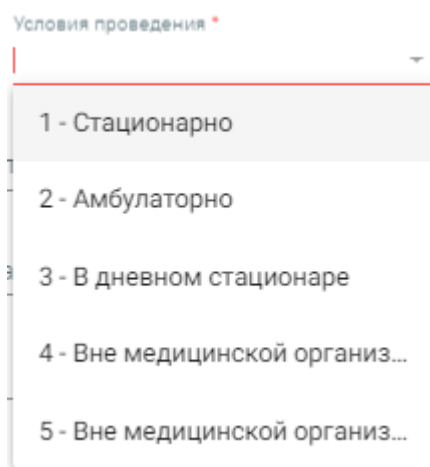 Условия проведения *
1 - Стационарно
2 - Амбулаторно
3 - В дневном стационаре
4 - Вне медицинской организ...
5 - Вне медицинской организ...